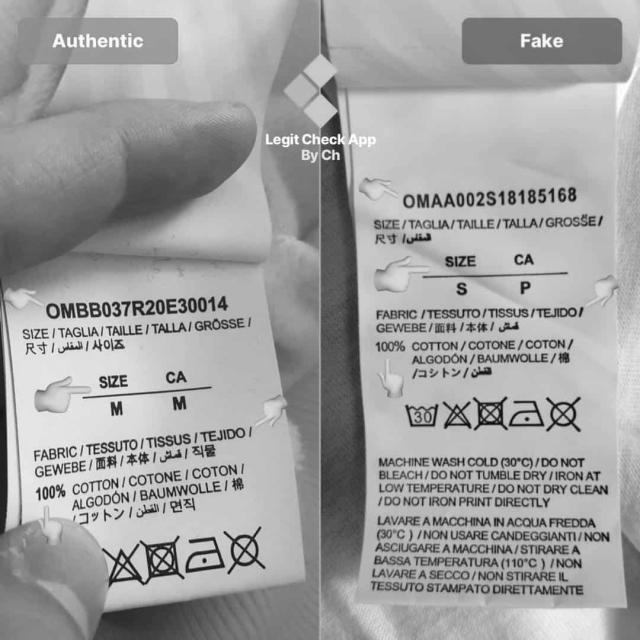 Authentic
Fake
Legit Check App
By Ch
OMBB037R20E30014
SIZE / TAGLIA / TAILLE / TALLA / GRÖSSE /
尺寸 / المقاس / 사이즈
SIZE CA
M M
FABRIC / TESSUTO / TISSUS / TEJIDO /
GEWEBE / 面料 / 本体 / قماش / 직물
100% COTTON / COTONE / COTON /
ALGODÓN / BAUMWOLLE / 棉
/ コットン / القطن / 면직
OMAA002S18185168
SIZE / TAGLIA / TAILLE / TALLA / GROSSE /
尺寸 / المقاس
SIZE CA
S P
FABRIC / TESSUTO / TISSUS / TEJIDO /
GEWEBE / 面料 / 本体 / قماش
100% COTTON / COTONE / COTON /
ALGODÓN / BAUMWOLLE / 棉
/ コシトン / القطن
30
MACHINE WASH COLD (30°C) / DO NOT
BLEACH / DO NOT TUMBLE DRY / IRON AT
LOW TEMPERATURE / DO NOT DRY CLEAN
/ DO NOT IRON PRINT DIRECTLY
LAVARE A MACCHINA IN ACQUA FREDDA
(30°C ) / NON USARE CANDEGGIANTI / NON
ASCIUGARE A MACCHINA / STIRARE A
BASSA TEMPERATURA (110°C ) / NON
LAVARE A SECCO / NON STIRARE IL
TESSUTO STAMPATO DIRETTAMENTE